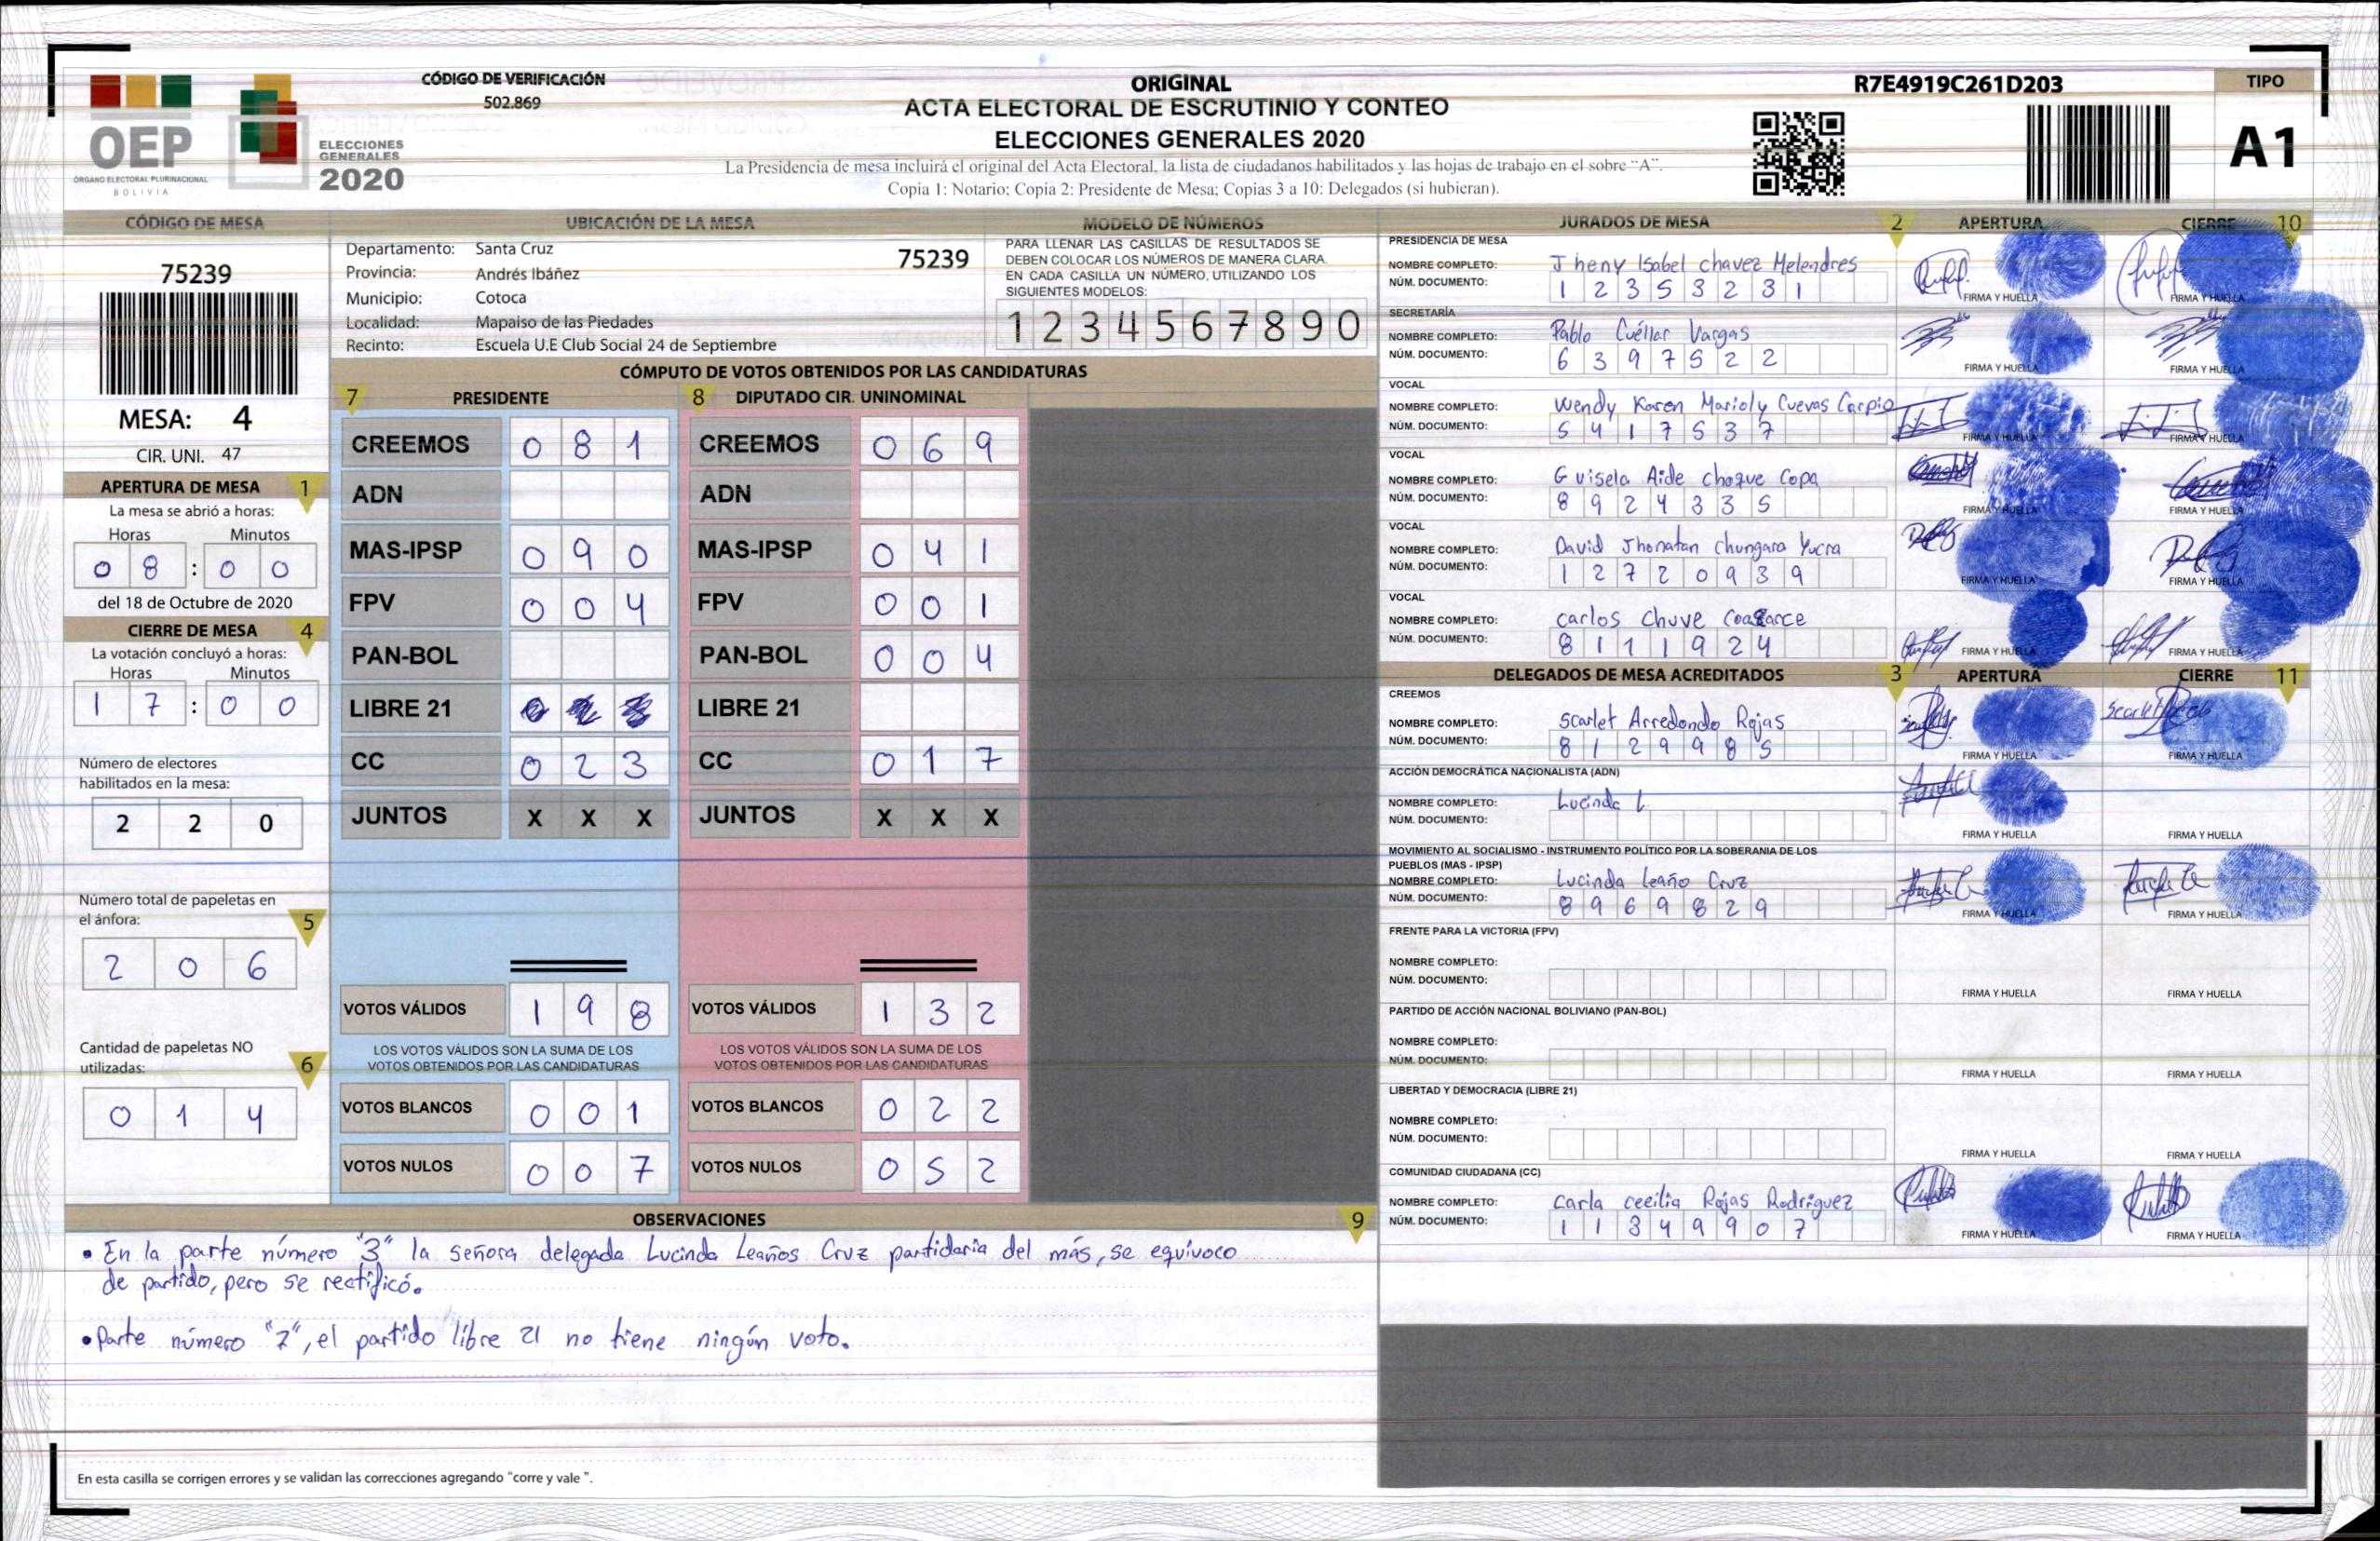 CÓDIGO DE VERIFICACIÓN
502.869
OEP
ÓRGANO ELECTORAL PLURINACIONAL
BOLIVIA
ELECCIONES
GENERALES
2020
ORIGINAL
ACTA ELECTORAL DE ESCRUTINIO Y CONTEO
ELECCIONES GENERALES 2020
La Presidencia de mesa incluirá el original del Acta Electoral, la lista de ciudadanos habilitados y las hojas de trabajo en el sobre "A".
Copia 1: Notario; Copia 2: Presidente de Mesa; Copias 3 a 10: Delegados (si hubieran).
R7E4919C261D203
TIPO
A1
CÓDIGO DE MESA
75239
MESA: 4
CIR. UNI. 47
APERTURA DE MESA 1
La mesa se abrió a horas:
Horas Minutos
0 8 : 0 0
del 18 de Octubre de 2020
CIERRE DE MESA 4
La votación concluyó a horas:
Horas Minutos
1 7 : 0 0
Número de electores
habilitados en la mesa:
2 2 0
Número total de papeletas en
el ánfora: 5
2 0 6
Cantidad de papeletas NO
utilizadas: 6
0 1 4
UBICACIÓN DE LA MESA
Departamento: Santa Cruz
75239
Provincia: Andrés Ibáñez
Municipio: Cotoca
Localidad: Mapaiso de las Piedades
Recinto: Escuela U.E Club Social 24 de Septiembre
MODELO DE NÚMEROS
PARA LLENAR LAS CASILLAS DE RESULTADOS SE
DEBEN COLOCAR LOS NÚMEROS DE MANERA CLARA.
EN CADA CASILLA UN NÚMERO, UTILIZANDO LOS
SIGUIENTES MODELOS:
1 2 3 4 5 6 7 8 9 0
CÓMPUTO DE VOTOS OBTENIDOS POR LAS CANDIDATURAS
7 PRESIDENTE
CREEMOS 0 8 1
ADN
MAS-IPSP 0 9 0
FPV 0 0 4
PAN-BOL
LIBRE 21
CC 0 2 3
JUNTOS X X X
VOTOS VÁLIDOS 1 9 8
LOS VOTOS VÁLIDOS SON LA SUMA DE LOS
VOTOS OBTENIDOS POR LAS CANDIDATURAS
VOTOS BLANCOS 0 0 1
VOTOS NULOS 0 0 7
8 DIPUTADO CIR. UNINOMINAL
CREEMOS 0 6 9
ADN
MAS-IPSP 0 4 1
FPV 0 0 1
PAN-BOL 0 0 4
LIBRE 21
CC 0 1 7
JUNTOS X X X
VOTOS VÁLIDOS 1 3 2
LOS VOTOS VÁLIDOS SON LA SUMA DE LOS
VOTOS OBTENIDOS POR LAS CANDIDATURAS
VOTOS BLANCOS 0 2 2
VOTOS NULOS 0 5 2
OBSERVACIONES 9
• En la parte número "3" la señora delegada Lucinda Leaños Cruz partidaria del más, se equivoco
de partido, pero se rectificó.
• Parte número "7", el partido libre 21 no tiene ningún voto.
En esta casilla se corrigen errores y se validan las correcciones agregando "corre y vale ".
JURADOS DE MESA 2 APERTURA CIERRE 10
PRESIDENCIA DE MESA
NOMBRE COMPLETO: Jheny Isabel chavez Melendres
NÚM. DOCUMENTO: 1 2 3 5 3 2 3 1
FIRMA Y HUELLA FIRMA Y HUELLA
SECRETARÍA
NOMBRE COMPLETO: Pablo Cuéllar Vargas
NÚM. DOCUMENTO: 6 3 9 7 5 2 2
FIRMA Y HUELLA FIRMA Y HUELLA
VOCAL
NOMBRE COMPLETO: Wendy Karen Marioly Cuevas Carpio
NÚM. DOCUMENTO: 5 4 1 7 5 3 7
FIRMA Y HUELLA FIRMA Y HUELLA
VOCAL
NOMBRE COMPLETO: Guisela Aide choque Copa
NÚM. DOCUMENTO: 8 9 2 4 3 3 5
FIRMA Y HUELLA FIRMA Y HUELLA
VOCAL
NOMBRE COMPLETO: David Jhonatan chungara Yucra
NÚM. DOCUMENTO: 1 2 7 2 0 9 3 9
FIRMA Y HUELLA FIRMA Y HUELLA
VOCAL
NOMBRE COMPLETO: carlos Chuve
NÚM. DOCUMENTO: 8 1 1 1 9 2 4
FIRMA Y HUELLA FIRMA Y HUELLA
DELEGADOS DE MESA ACREDITADOS 3 APERTURA CIERRE 11
CREEMOS
NOMBRE COMPLETO: Scarlet Arredondo Rojas
NÚM. DOCUMENTO: 8 1 2 9 9 8 5
FIRMA Y HUELLA FIRMA Y HUELLA
ACCIÓN DEMOCRÁTICA NACIONALISTA (ADN)
NOMBRE COMPLETO: Lucinda L
NÚM. DOCUMENTO:
FIRMA Y HUELLA FIRMA Y HUELLA
MOVIMIENTO AL SOCIALISMO - INSTRUMENTO POLÍTICO POR LA SOBERANIA DE LOS
PUEBLOS (MAS - IPSP)
NOMBRE COMPLETO: Lucinda Leaño Cruz
NÚM. DOCUMENTO: 8 9 6 9 8 2 9
FIRMA Y HUELLA FIRMA Y HUELLA
FRENTE PARA LA VICTORIA (FPV)
NOMBRE COMPLETO:
NÚM. DOCUMENTO:
FIRMA Y HUELLA FIRMA Y HUELLA
PARTIDO DE ACCIÓN NACIONAL BOLIVIANO (PAN-BOL)
NOMBRE COMPLETO:
NÚM. DOCUMENTO:
FIRMA Y HUELLA FIRMA Y HUELLA
LIBERTAD Y DEMOCRACIA (LIBRE 21)
NOMBRE COMPLETO:
NÚM. DOCUMENTO:
FIRMA Y HUELLA FIRMA Y HUELLA
COMUNIDAD CIUDADANA (CC)
NOMBRE COMPLETO: Carla cecilia Rojas Rodriguez
NÚM. DOCUMENTO: 1 1 3 4 9 9 0 7
FIRMA Y HUELLA FIRMA Y HUELLA